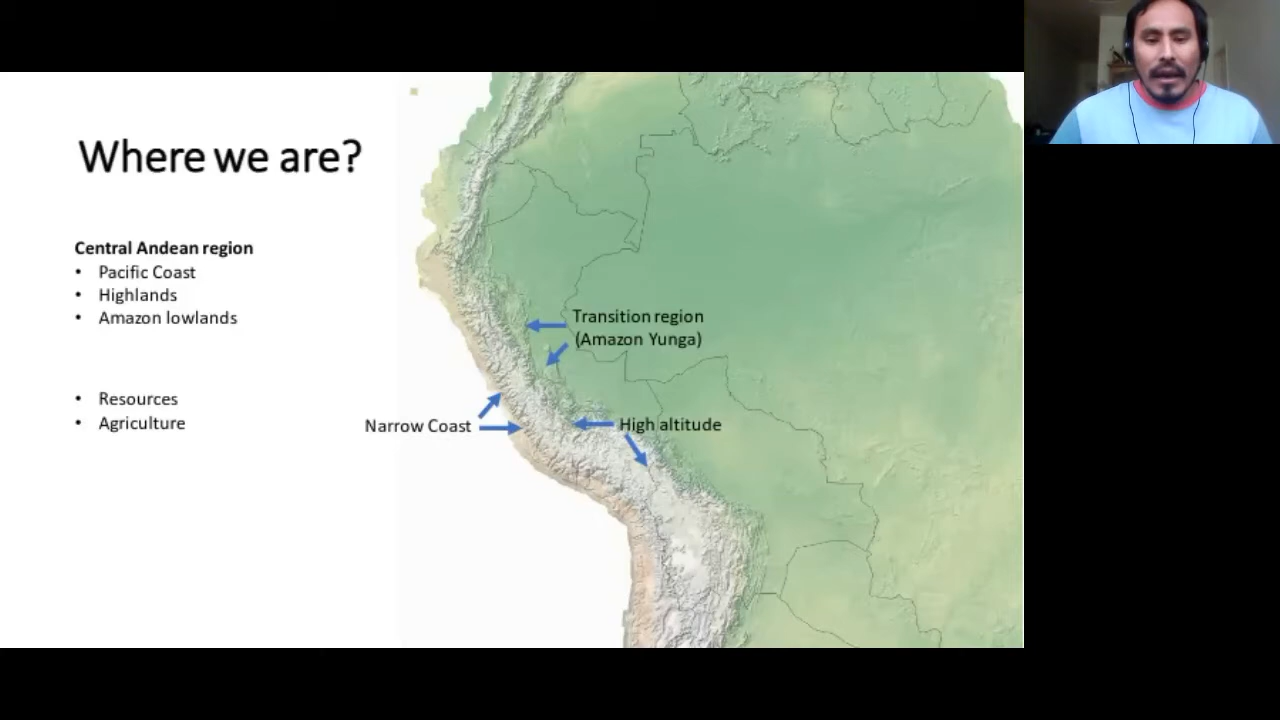 Where we are?
Central Andean region
• Pacific Coast
• Highlands
• Amazon lowlands
• Resources
• Agriculture
Transition region
(Amazon Yunga)
Narrow Coast
High altitude